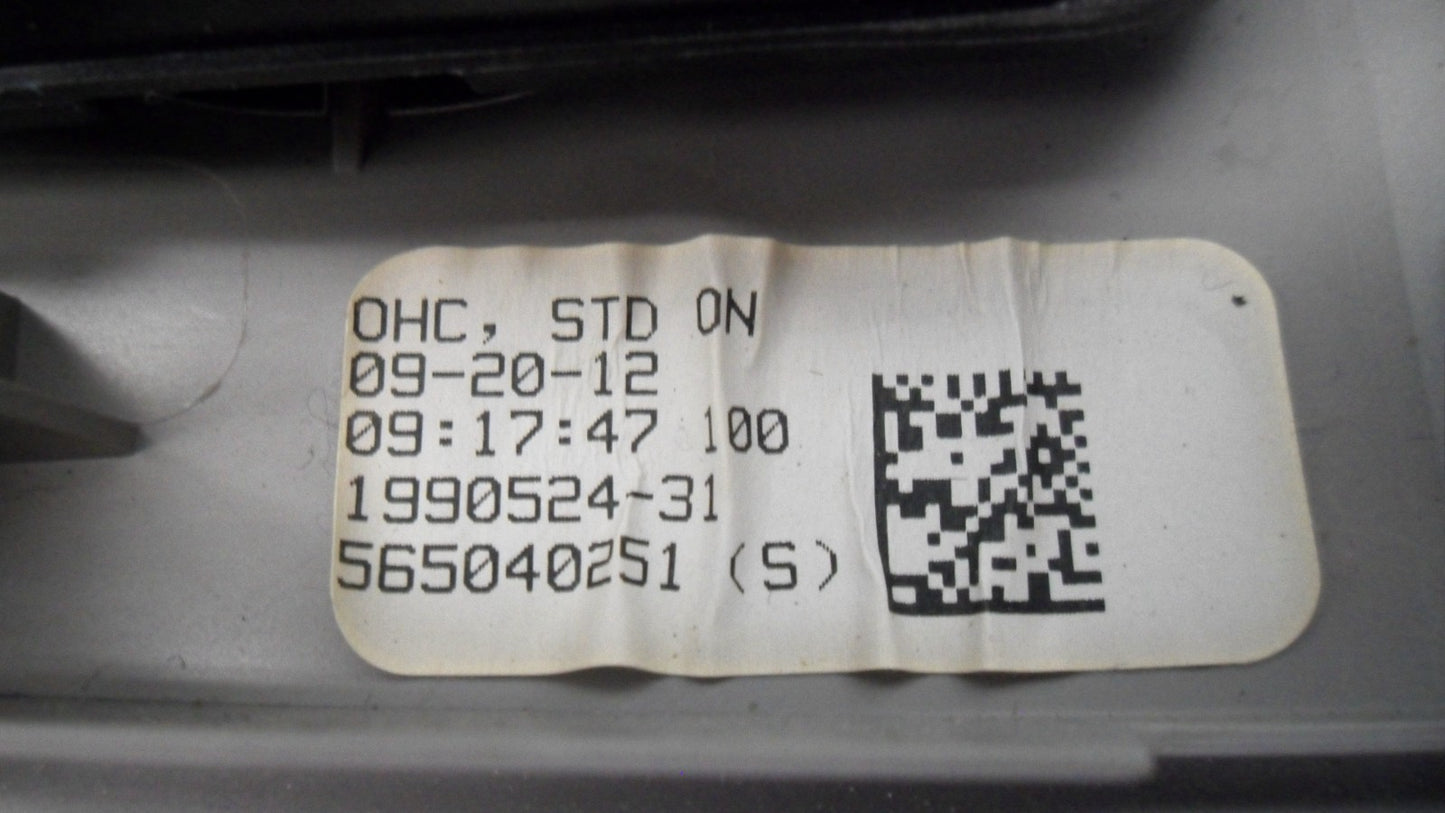 OHC, STD ON
09-20-12
09:17:47 100
1990524-31
565040251 (S)